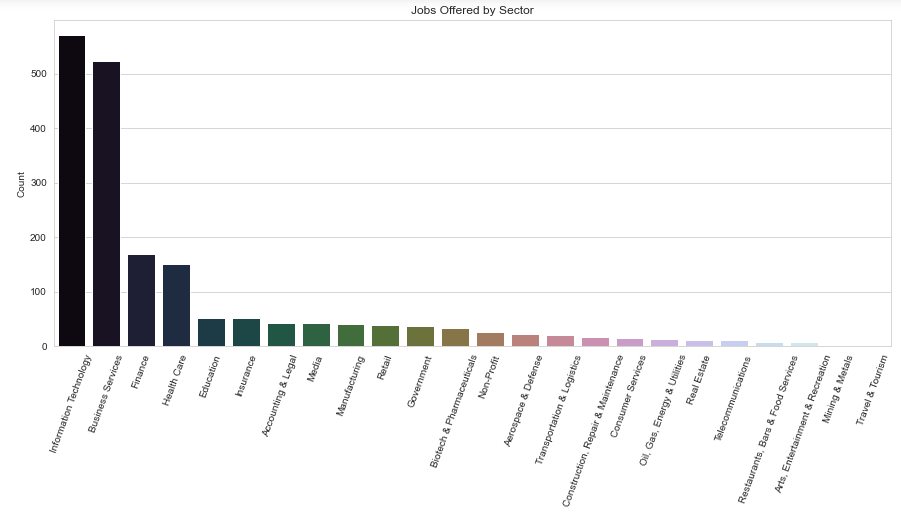 Jobs Offered by Sector
500
400
300
200
100
0
Count
Information Technology
Business Services
Finance
Health Care
Education
Insurance
Accounting & Legal
Media
Manufacturing
Retail
Government
Biotech & Pharmaceuticals
Non-Profit
Aerospace & Defense
Transportation & Logistics
Construction, Repair & Maintenance
Consumer Services
Oil, Gas, Energy & Utilities
Real Estate
Telecommunications
Restaurants, Bars & Food Services
Arts, Entertainment & Recreation
Mining & Metals
Travel & Tourism